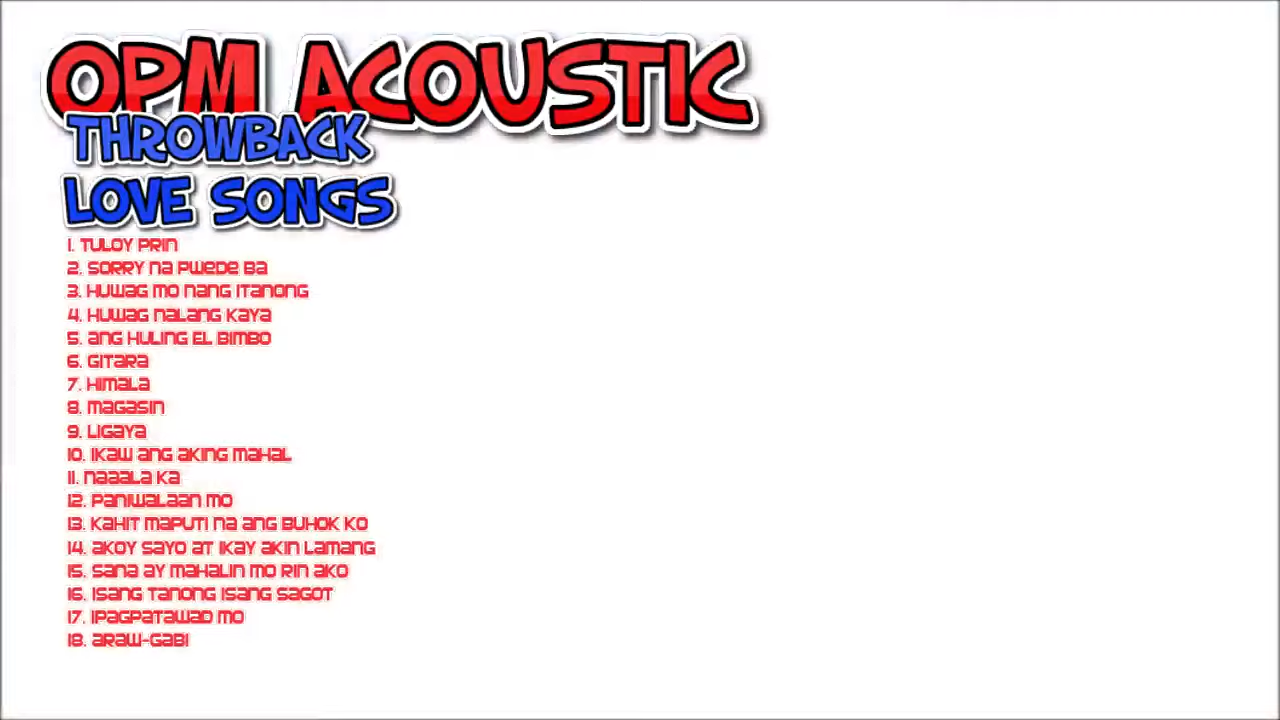 OPM ACOUSTIC
THROWBACK
LOVE SONGS
1. TULOY PRIN
2. SORRY NA PWEDE BA
3. HUWAG MO NANG ITANONG
4. HUWAG NALANG KAYA
5. ANG HULING EL BIMBO
6. GITARA
7. HIMALA
8. MAGASIN
9. LIGAYA
10. IKAW ANG AKING MAHAL
11. NAAALA KA
12. PANIWALAAN MO
13. KAHIT MAPUTI NA ANG BUHOK KO
14. AKOY SAYO AT IKAY AKIN LAMANG
15. SANA AY MAHALIN MO RIN AKO
16. ISANG TANONG ISANG SAGOT
17. IPAGPATAWAD MO
18. ARAW-GABI